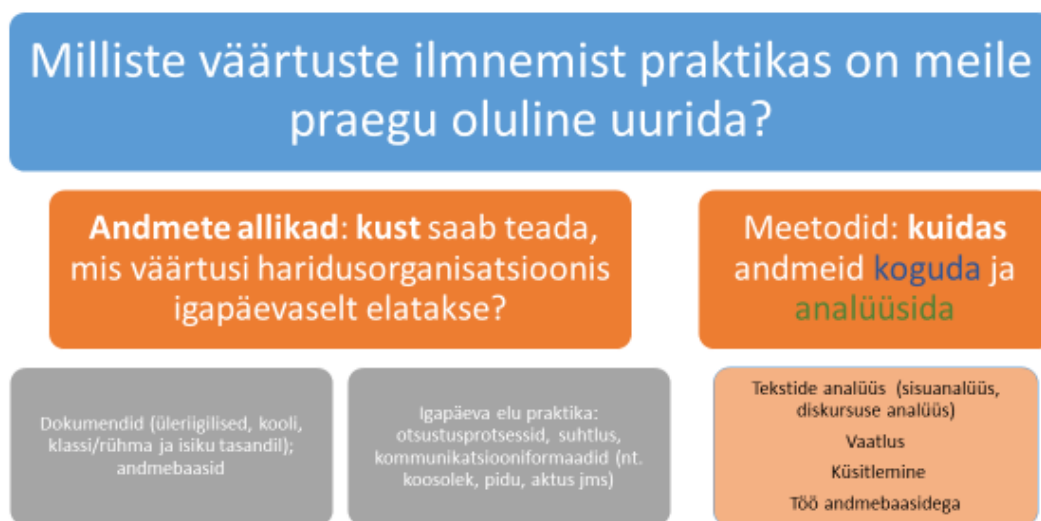 Milliste väärtuste ilmnemist praktikas on meile
praegu oluline uurida?
Andmete allikad: kust saab teada,
mis väärtusi haridusorganisatsioonis
igapäevaselt elatakse?
Meetodid: kuidas
andmeid koguda ja
analüüsida
Dokumendid (üleriigilised, kooli,
klassi/rühma ja isiku tasandil);
andmebaasid
Igapäeva elu praktika:
otsustusprotsessid, suhtlus,
kommunikatsiooniformaadid (nt.
koosolek, pidu, aktus jms)
Tekstide analüüs (sisuanalüüs,
diskursuse analüüs)
Vaatlus
Küsitlemine
Töö andmebaasidega